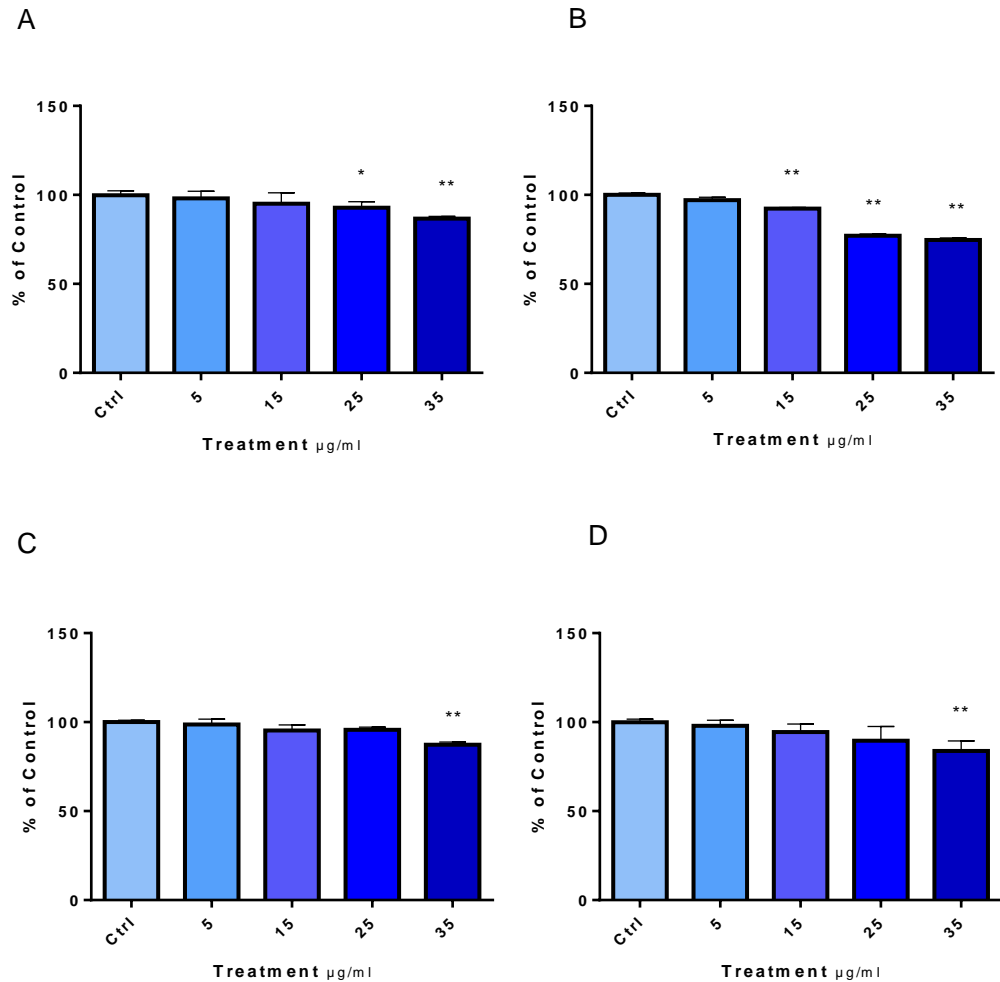 A
150
100
50
0
% of Control
* **
Ctrl 5 15 25 35
Treatment µg/ml
B
150
100
50
0
% of Control
** ** **
Ctrl 5 15 25 35
Treatment µg/ml
C
150
100
50
0
% of Control
**
Ctrl 5 15 25 35
Treatment µg/ml
D
150
100
50
0
% of Control
**
Ctrl 5 15 25 35
Treatment µg/ml